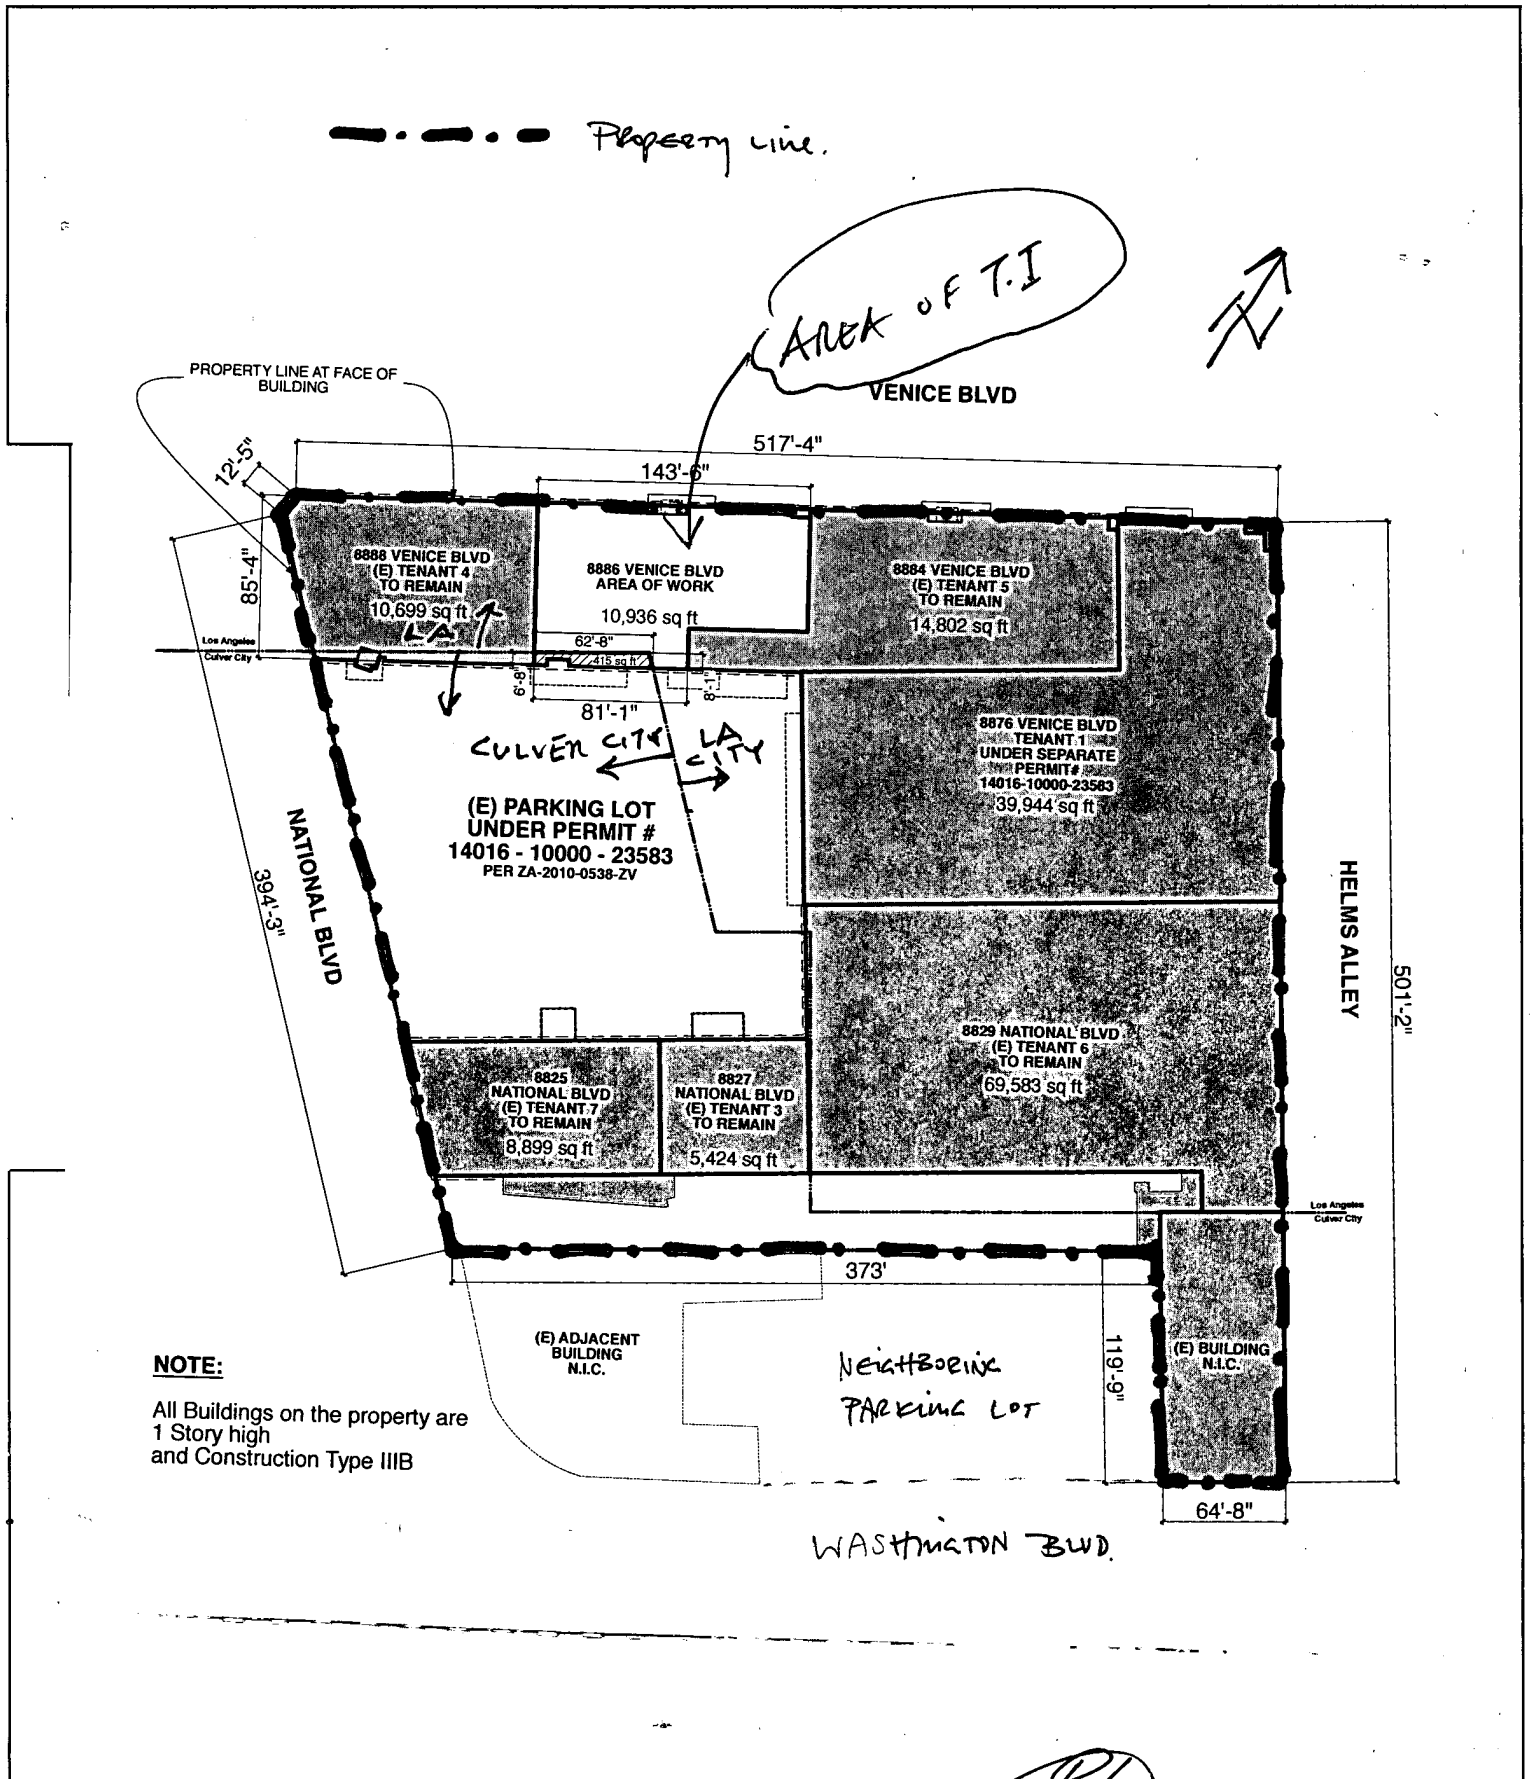 Property Line.
AREA OF T.I
N
VENICE BLVD
PROPERTY LINE AT FACE OF
BUILDING
12'-5"
517'-4"
143'-6"
85'-4"
8888 VENICE BLVD
(E) TENANT 4
TO REMAIN
10,699 sq ft
LA
8886 VENICE BLVD
AREA OF WORK
10,936 sq ft
8884 VENICE BLVD
(E) TENANT 5
TO REMAIN
14,802 sq ft
Los Angeles
Culver City
62'-8"
415 sq ft
6'-8"
8'-1"
81'-1"
CULVER CITY
LA
CITY
8876 VENICE BLVD
TENANT 1
UNDER SEPARATE
PERMIT#
14016-10000-23583
39,944 sq ft
(E) PARKING LOT
UNDER PERMIT #
14016 - 10000 - 23583
PER ZA-2010-0538-ZV
NATIONAL BLVD
394'-3"
HELMS ALLEY
501'-2"
8829 NATIONAL BLVD
(E) TENANT 6
TO REMAIN
69,583 sq ft
8825
NATIONAL BLVD
(E) TENANT 7
TO REMAIN
8,899 sq ft
8827
NATIONAL BLVD
(E) TENANT 3
TO REMAIN
5,424 sq ft
Los Angeles
Culver City
373'
119'-9"
(E) ADJACENT
BUILDING
N.I.C.
NEIGHBORING
PARKING LOT
(E) BUILDING
N.I.C.
NOTE:
All Buildings on the property are
1 Story high
and Construction Type IIIB
64'-8"
WASHINGTON BLVD.